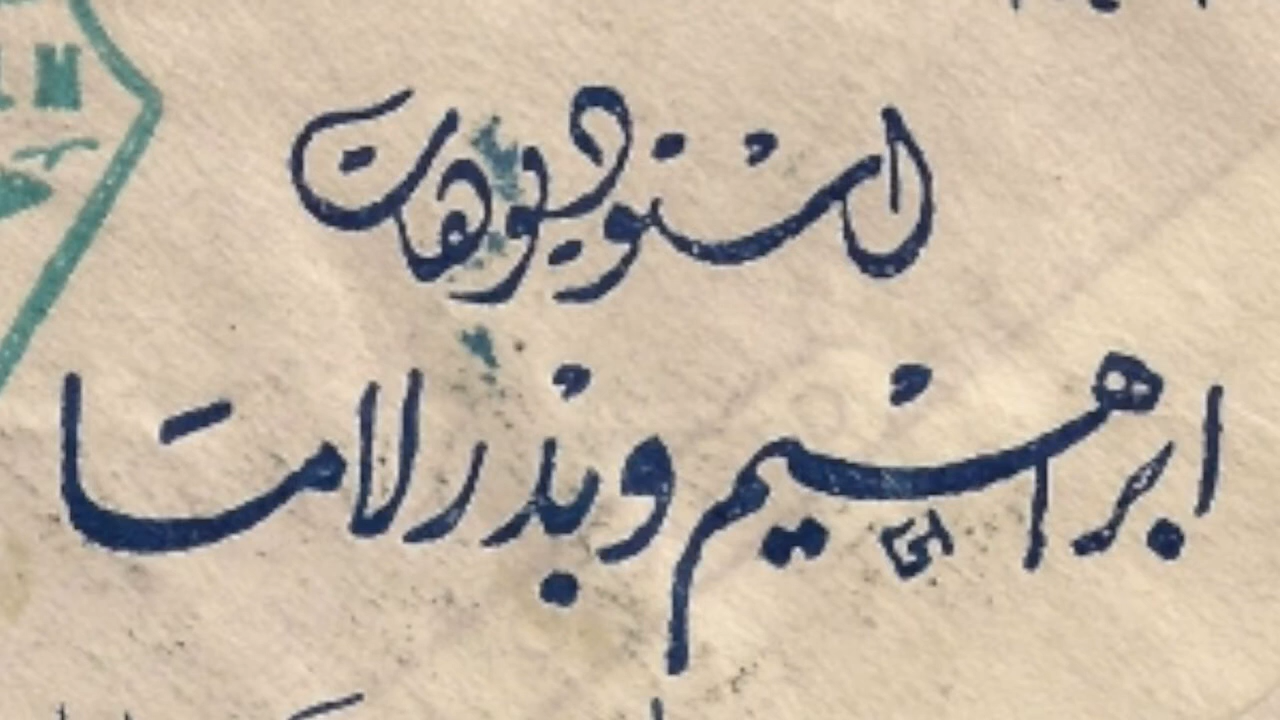 استوديوهات
ابراهيم وبدر لاما